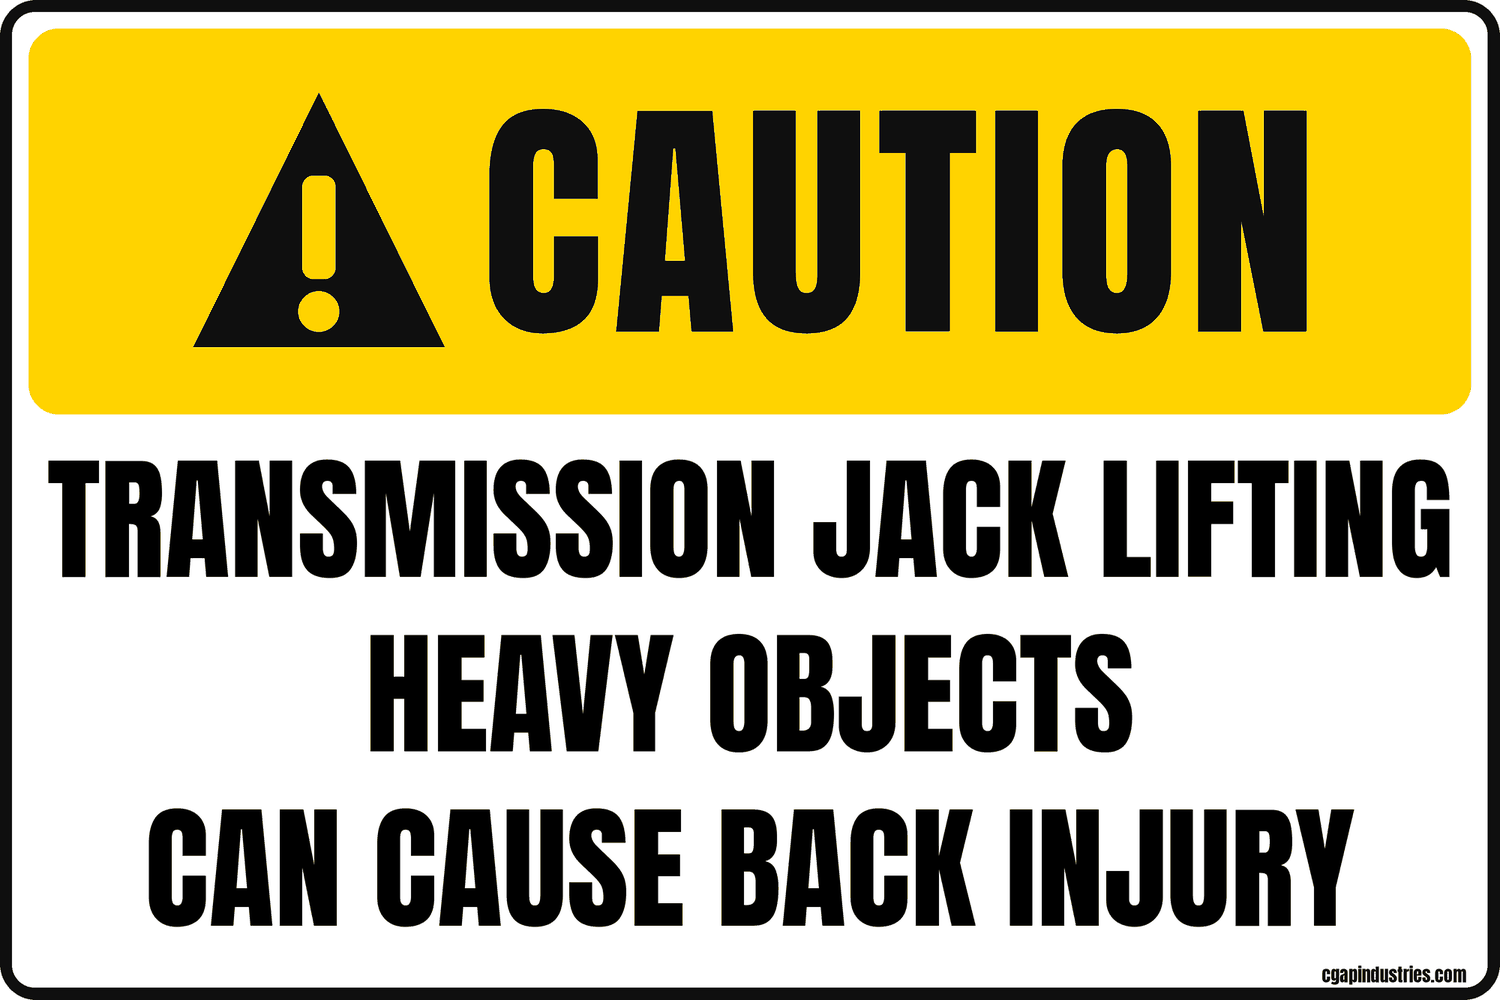 CAUTION
TRANSMISSION JACK LIFTING
HEAVY OBJECTS
CAN CAUSE BACK INJURY
cgapindustries.com